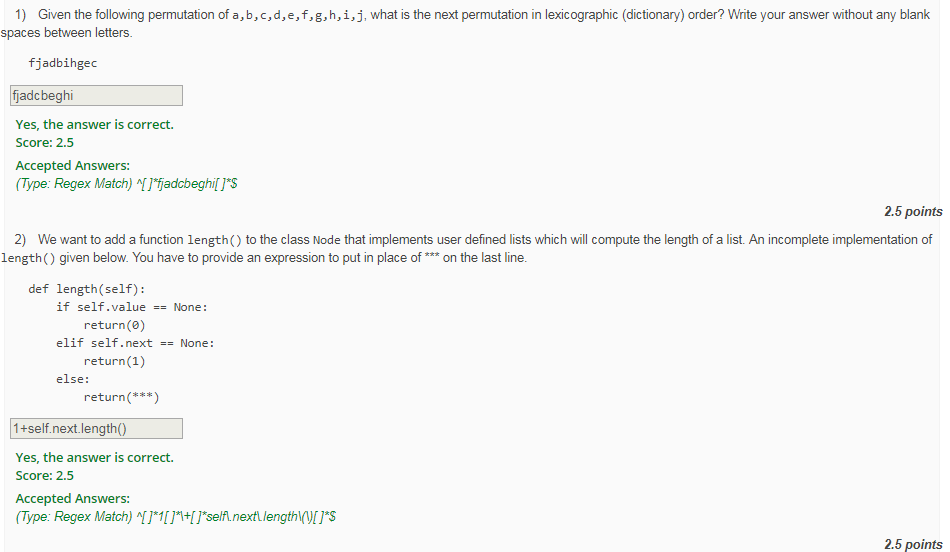 1) Given the following permutation of a,b,c,d,e,f,g,h,i,j, what is the next permutation in lexicographic (dictionary) order? Write your answer without any blank
spaces between letters.
fjadbihgec
fjadcbeghi
Yes, the answer is correct.
Score: 2.5
Accepted Answers:
(Type: Regex Match) ^[ ]*fjadcbeghi[ ]*$
2.5 points
2) We want to add a function length() to the class Node that implements user defined lists which will compute the length of a list. An incomplete implementation of
length() given below. You have to provide an expression to put in place of *** on the last line.
def length(self):
    if self.value == None:
        return(0)
    elif self.next == None:
        return(1)
    else:
        return(***)
1+self.next.length()
Yes, the answer is correct.
Score: 2.5
Accepted Answers:
(Type: Regex Match) ^[ ]*1[ ]*\+[ ]*self\.next\.length\(\)[ ]*$
2.5 points